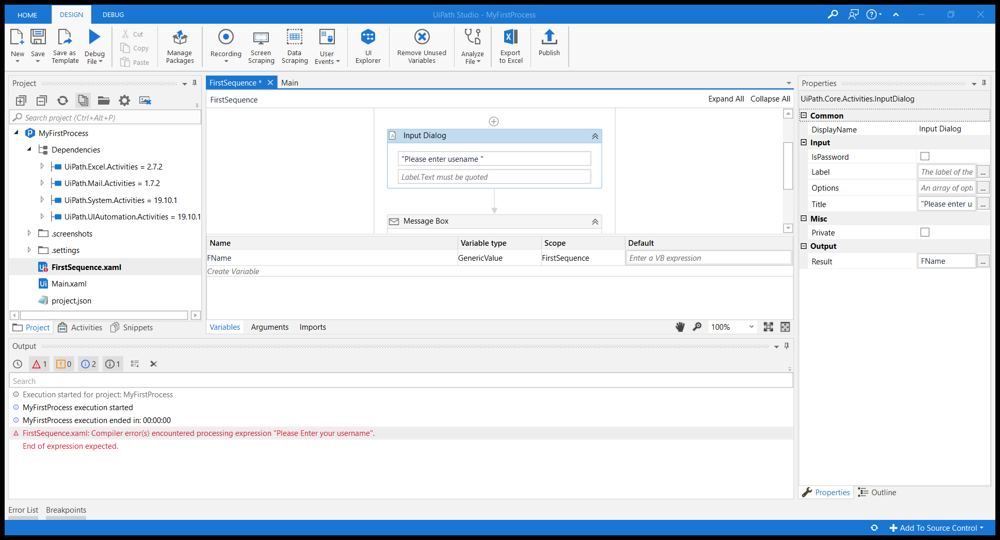 HOME
DESIGN
DEBUG
UiPath Studio - MyFirstProcess
New
Save
Save as
Template
Debug
File
Cut
Copy
Paste
Manage
Packages
Recording
Screen
Scraping
Data
Scraping
User
Events
UI
Explorer
Remove Unused
Variables
Analyze
File
Export
to Excel
Publish
Project
Search project (Ctrl+Alt+P)
MyFirstProcess
Dependencies
UiPath.Excel.Activities = 2.7.2
UiPath.Mail.Activities = 1.7.2
UiPath.System.Activities = 19.10.1
UiPath.UIAutomation.Activities = 19.10.1
.screenshots
.settings
FirstSequence.xaml
Main.xaml
project.json
Project
Activities
Snippets
FirstSequence *
Main
FirstSequence
Expand All
Collapse All
Input Dialog
"Please enter usename "
Label.Text must be quoted
Message Box
Name
Variable type
Scope
Default
FName
GenericValue
FirstSequence
Enter a VB expression
Create Variable
Variables
Arguments
Imports
100%
Properties
UiPath.Core.Activities.InputDialog
Common
DisplayName
Input Dialog
Input
IsPassword
Label
The label of the
...
Options
An array of opti
...
Title
"Please enter us
...
Misc
Private
Output
Result
FName
...
Properties
Outline
Output
1
0
2
1
Search
Execution started for project: MyFirstProcess
MyFirstProcess execution started
MyFirstProcess execution ended in: 00:00:00
FirstSequence.xaml: Compiler error(s) encountered processing expression "Please Enter your username".
End of expression expected.
Error List
Breakpoints
Add To Source Control